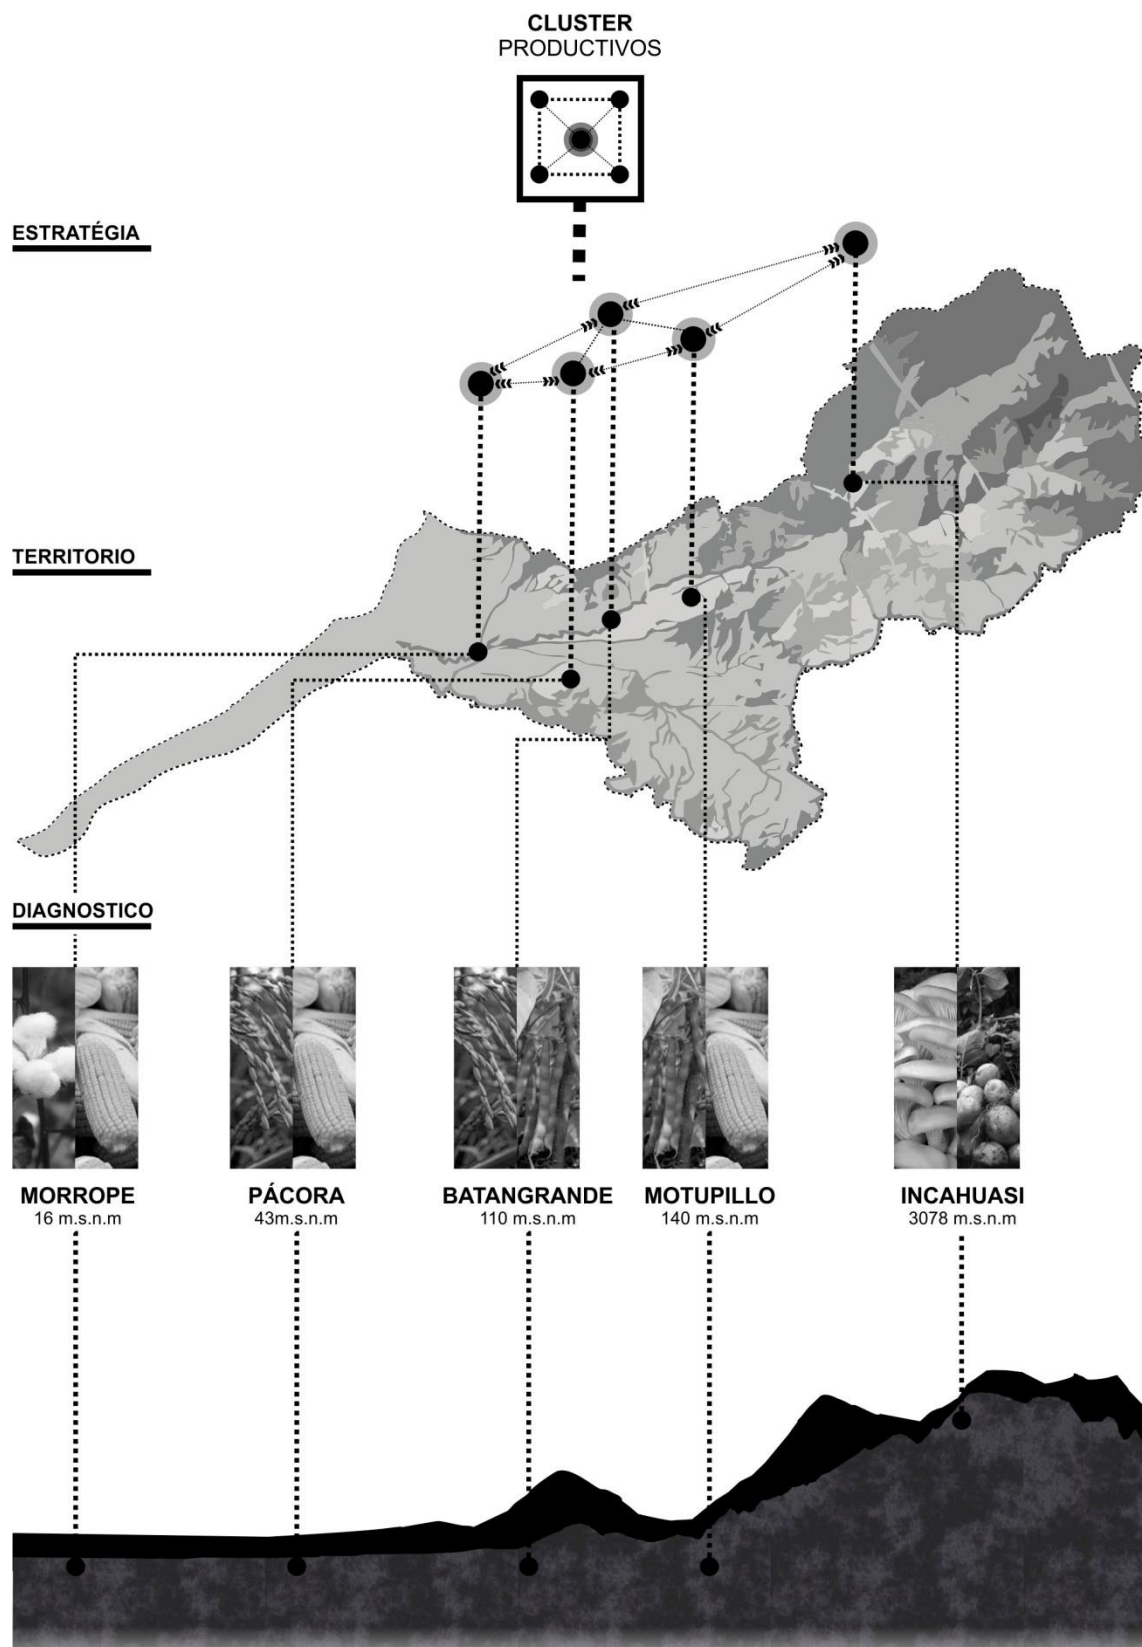 CLUSTER
PRODUCTIVOS
ESTRATÉGIA
TERRITORIO
DIAGNOSTICO
MORROPE
16 m.s.n.m
PÁCORA
43m.s.n.m
BATANGRANDE
110 m.s.n.m
MOTUPILLO
140 m.s.n.m
INCAHUASI
3078 m.s.n.m